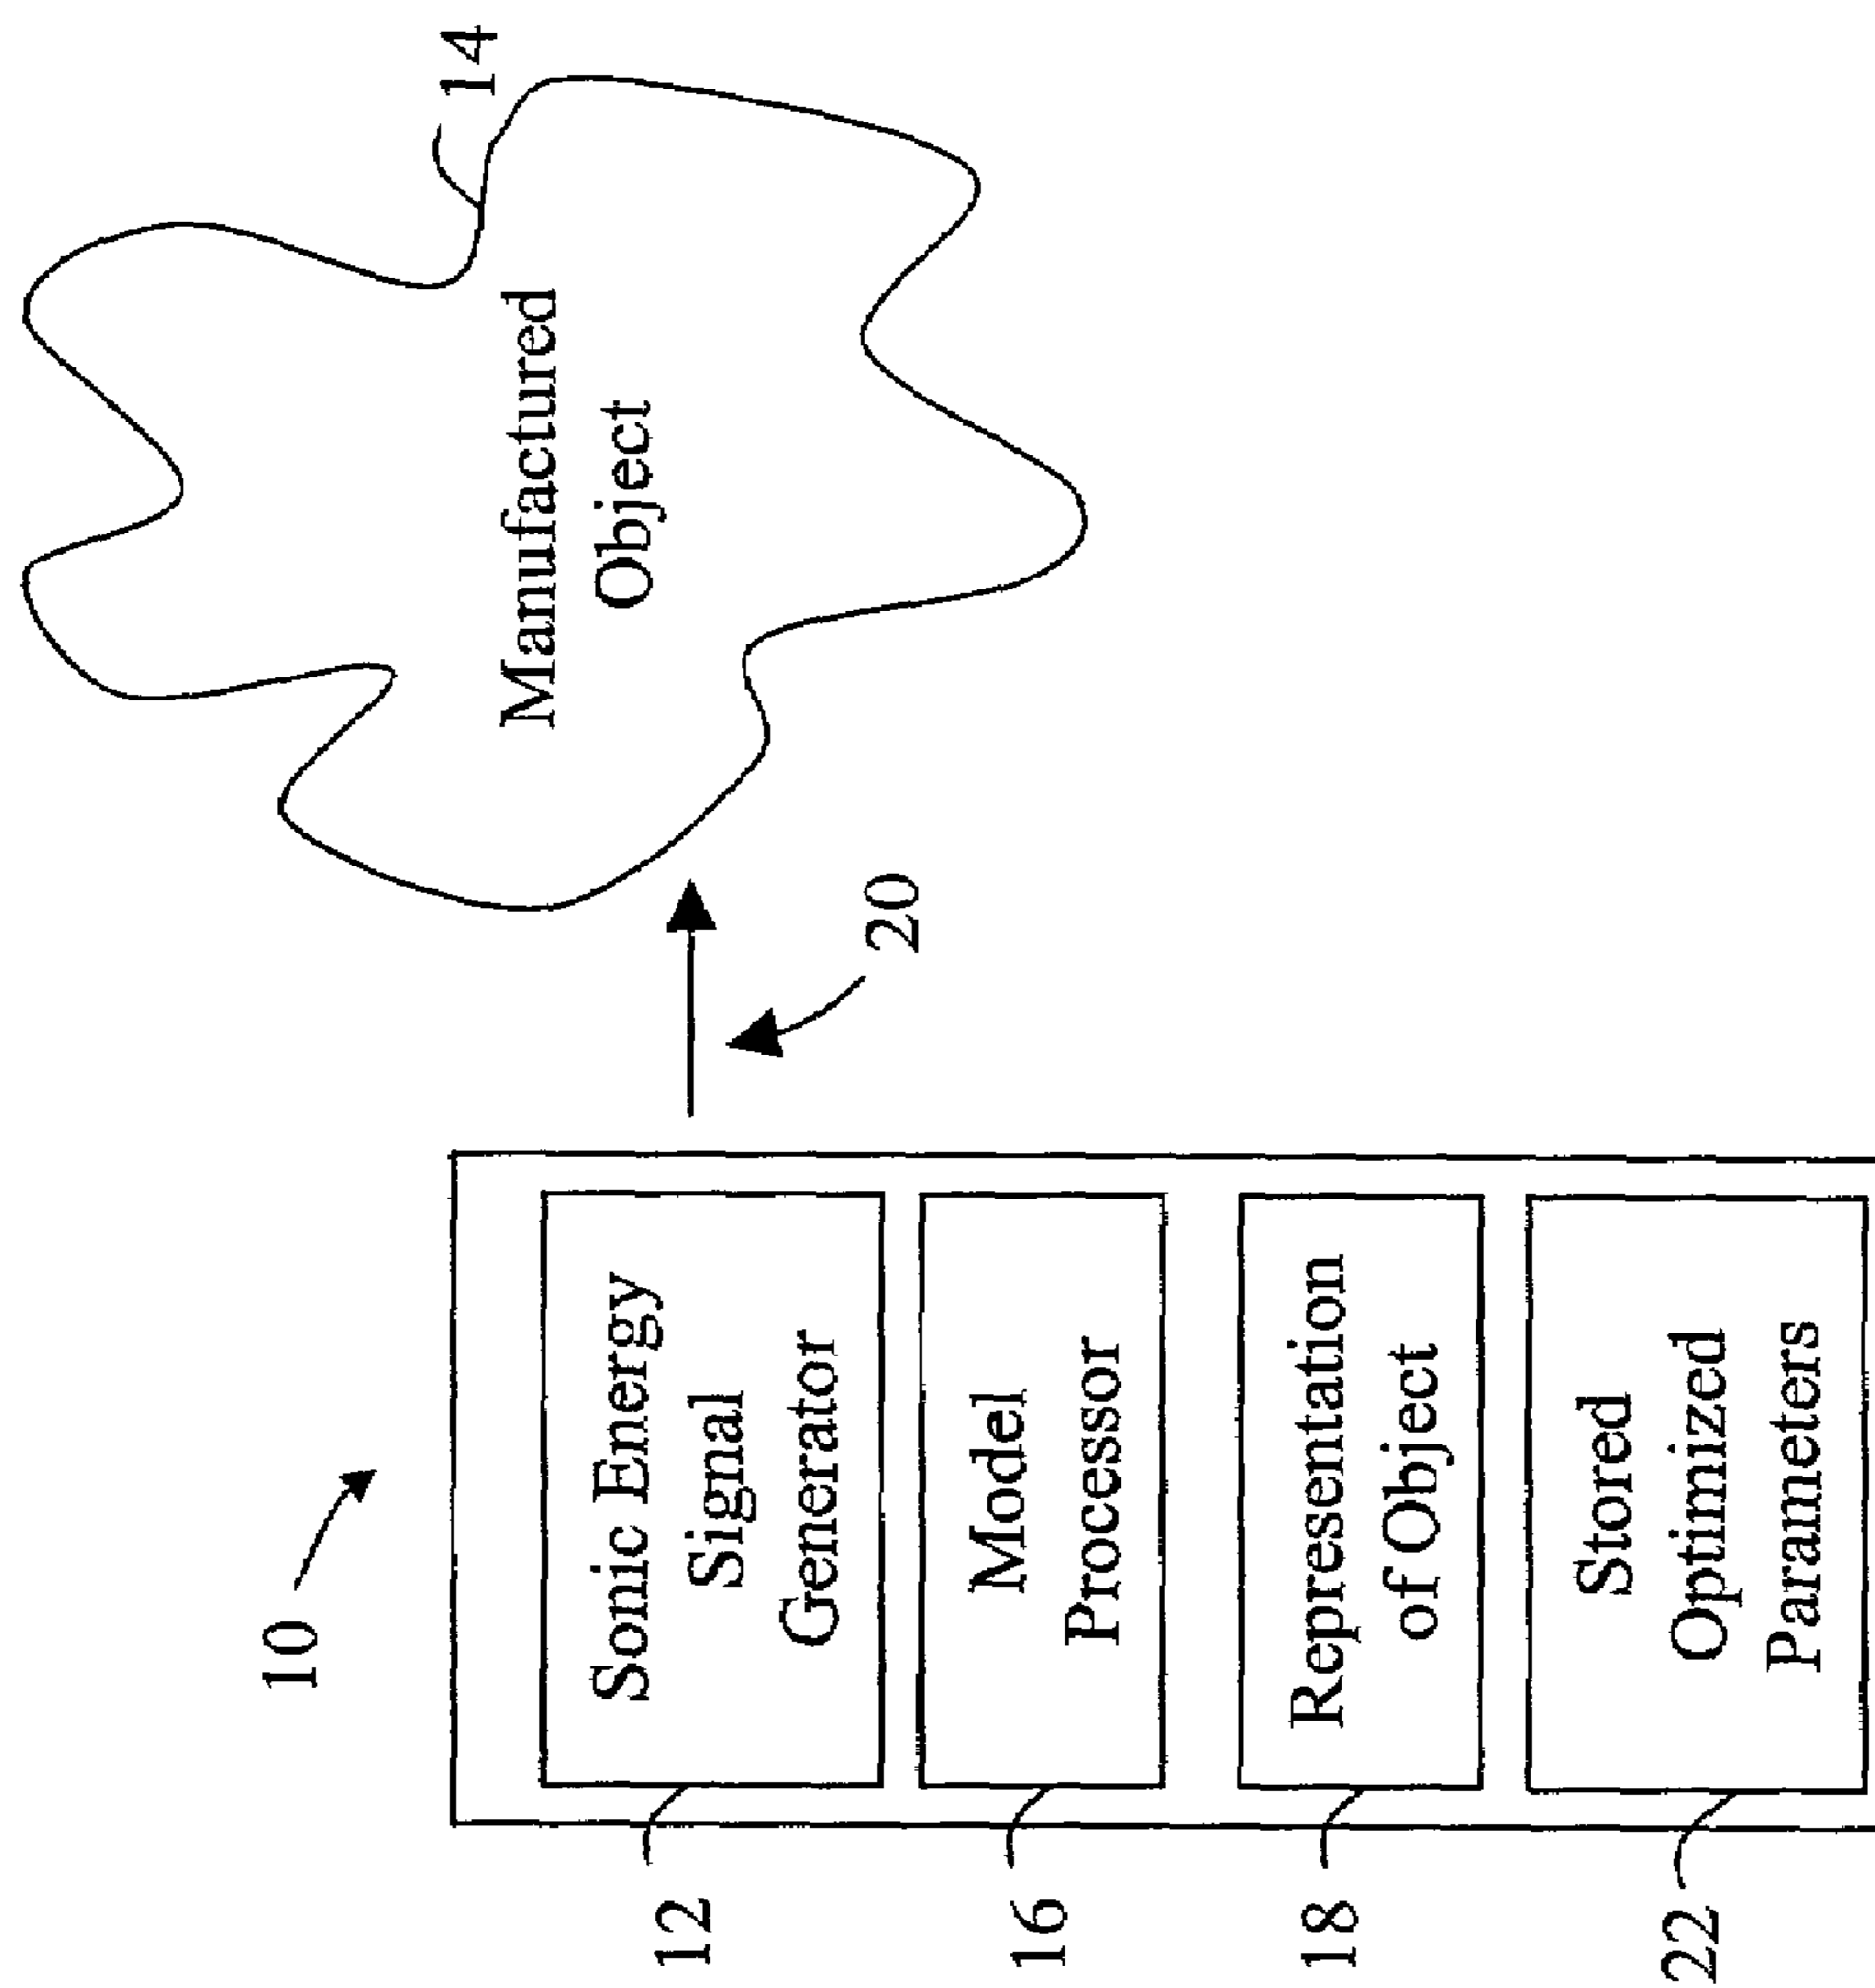 10
12
Sonic Energy
Signal
Generator
16
Model
Processor
18
Representation
of Object
22
Stored
Optimized
Parameters
20
14
Manufactured
Object